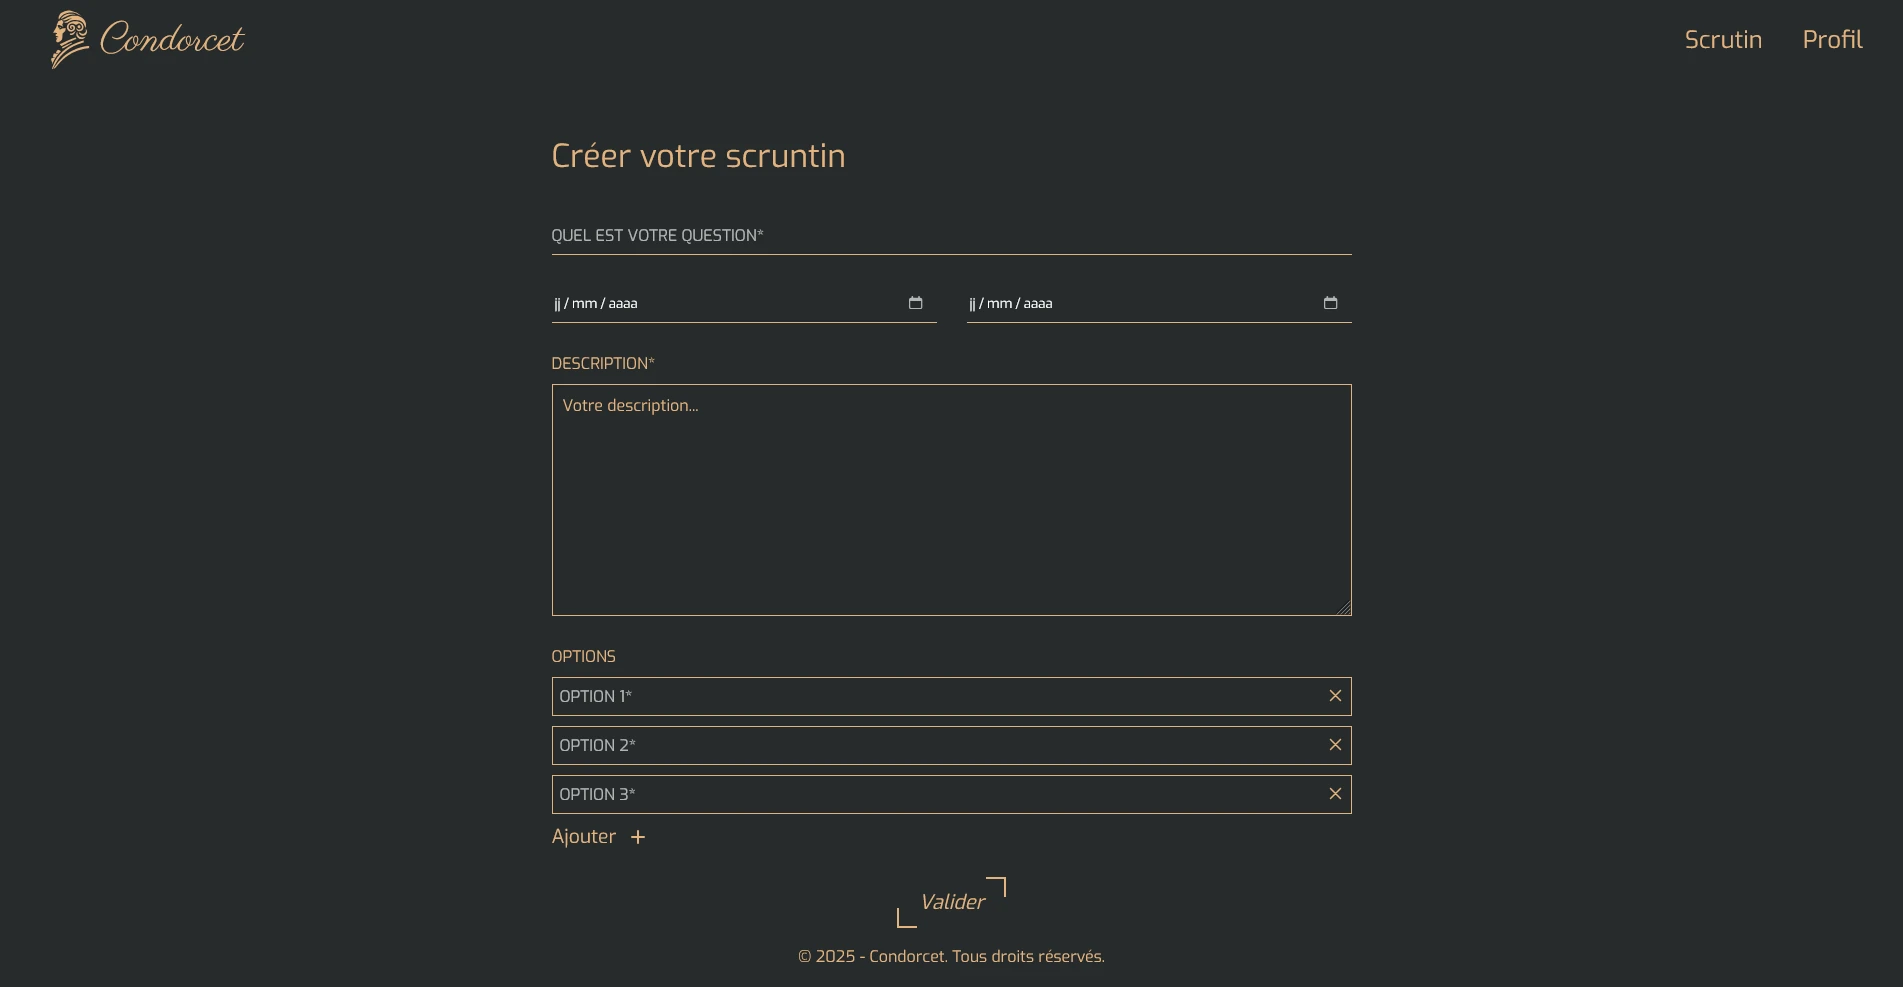 Condorcet
Scrutin Profil
Créer votre scruntin
QUEL EST VOTRE QUESTION*
jj / mm / aaaa jj / mm / aaaa
DESCRIPTION*
Votre description...
OPTIONS
OPTION 1*
OPTION 2*
OPTION 3*
Ajouter +
Valider
© 2025 - Condorcet. Tous droits réservés.